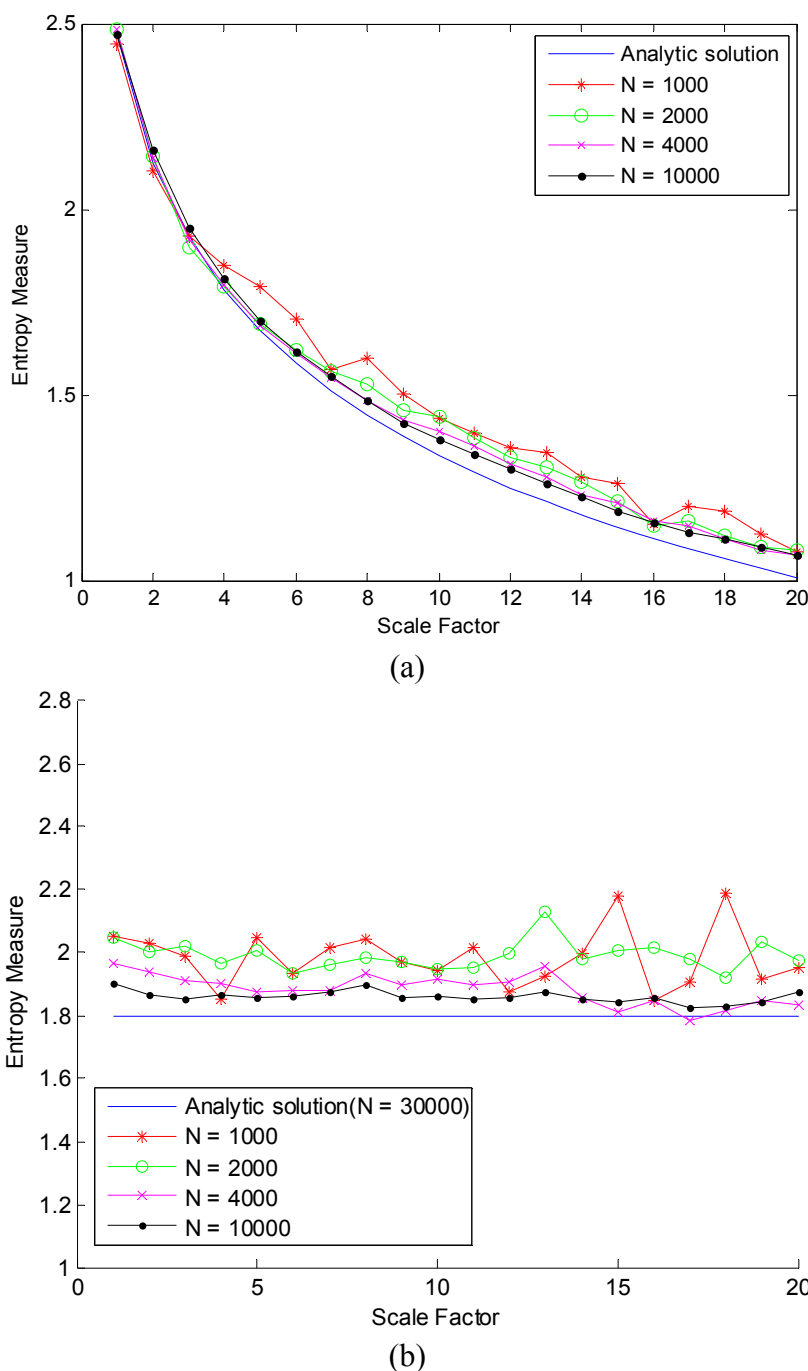 2.5
2
1.5
1
Entropy Measure
Analytic solution
N = 1000
N = 2000
N = 4000
N = 10000
0 2 4 6 8 10 12 14 16 18 20
Scale Factor
(a)
2.8
2.6
2.4
2.2
2
1.8
1.6
1.4
1.2
1
Entropy Measure
Analytic solution(N = 30000)
N = 1000
N = 2000
N = 4000
N = 10000
0 5 10 15 20
Scale Factor
(b)